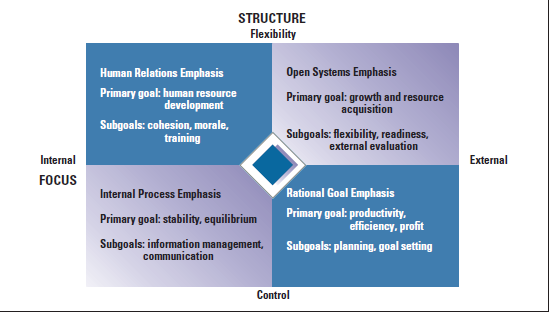 STRUCTURE
Flexibility
Human Relations Emphasis
Primary goal: human resource
development
Subgoals: cohesion, morale,
training
Open Systems Emphasis
Primary goal: growth and resource
acquisition
Subgoals: flexibility, readiness,
external evaluation
Internal
FOCUS
External
Internal Process Emphasis
Primary goal: stability, equilibrium
Subgoals: information management,
communication
Rational Goal Emphasis
Primary goal: productivity,
efficiency, profit
Subgoals: planning, goal setting
Control